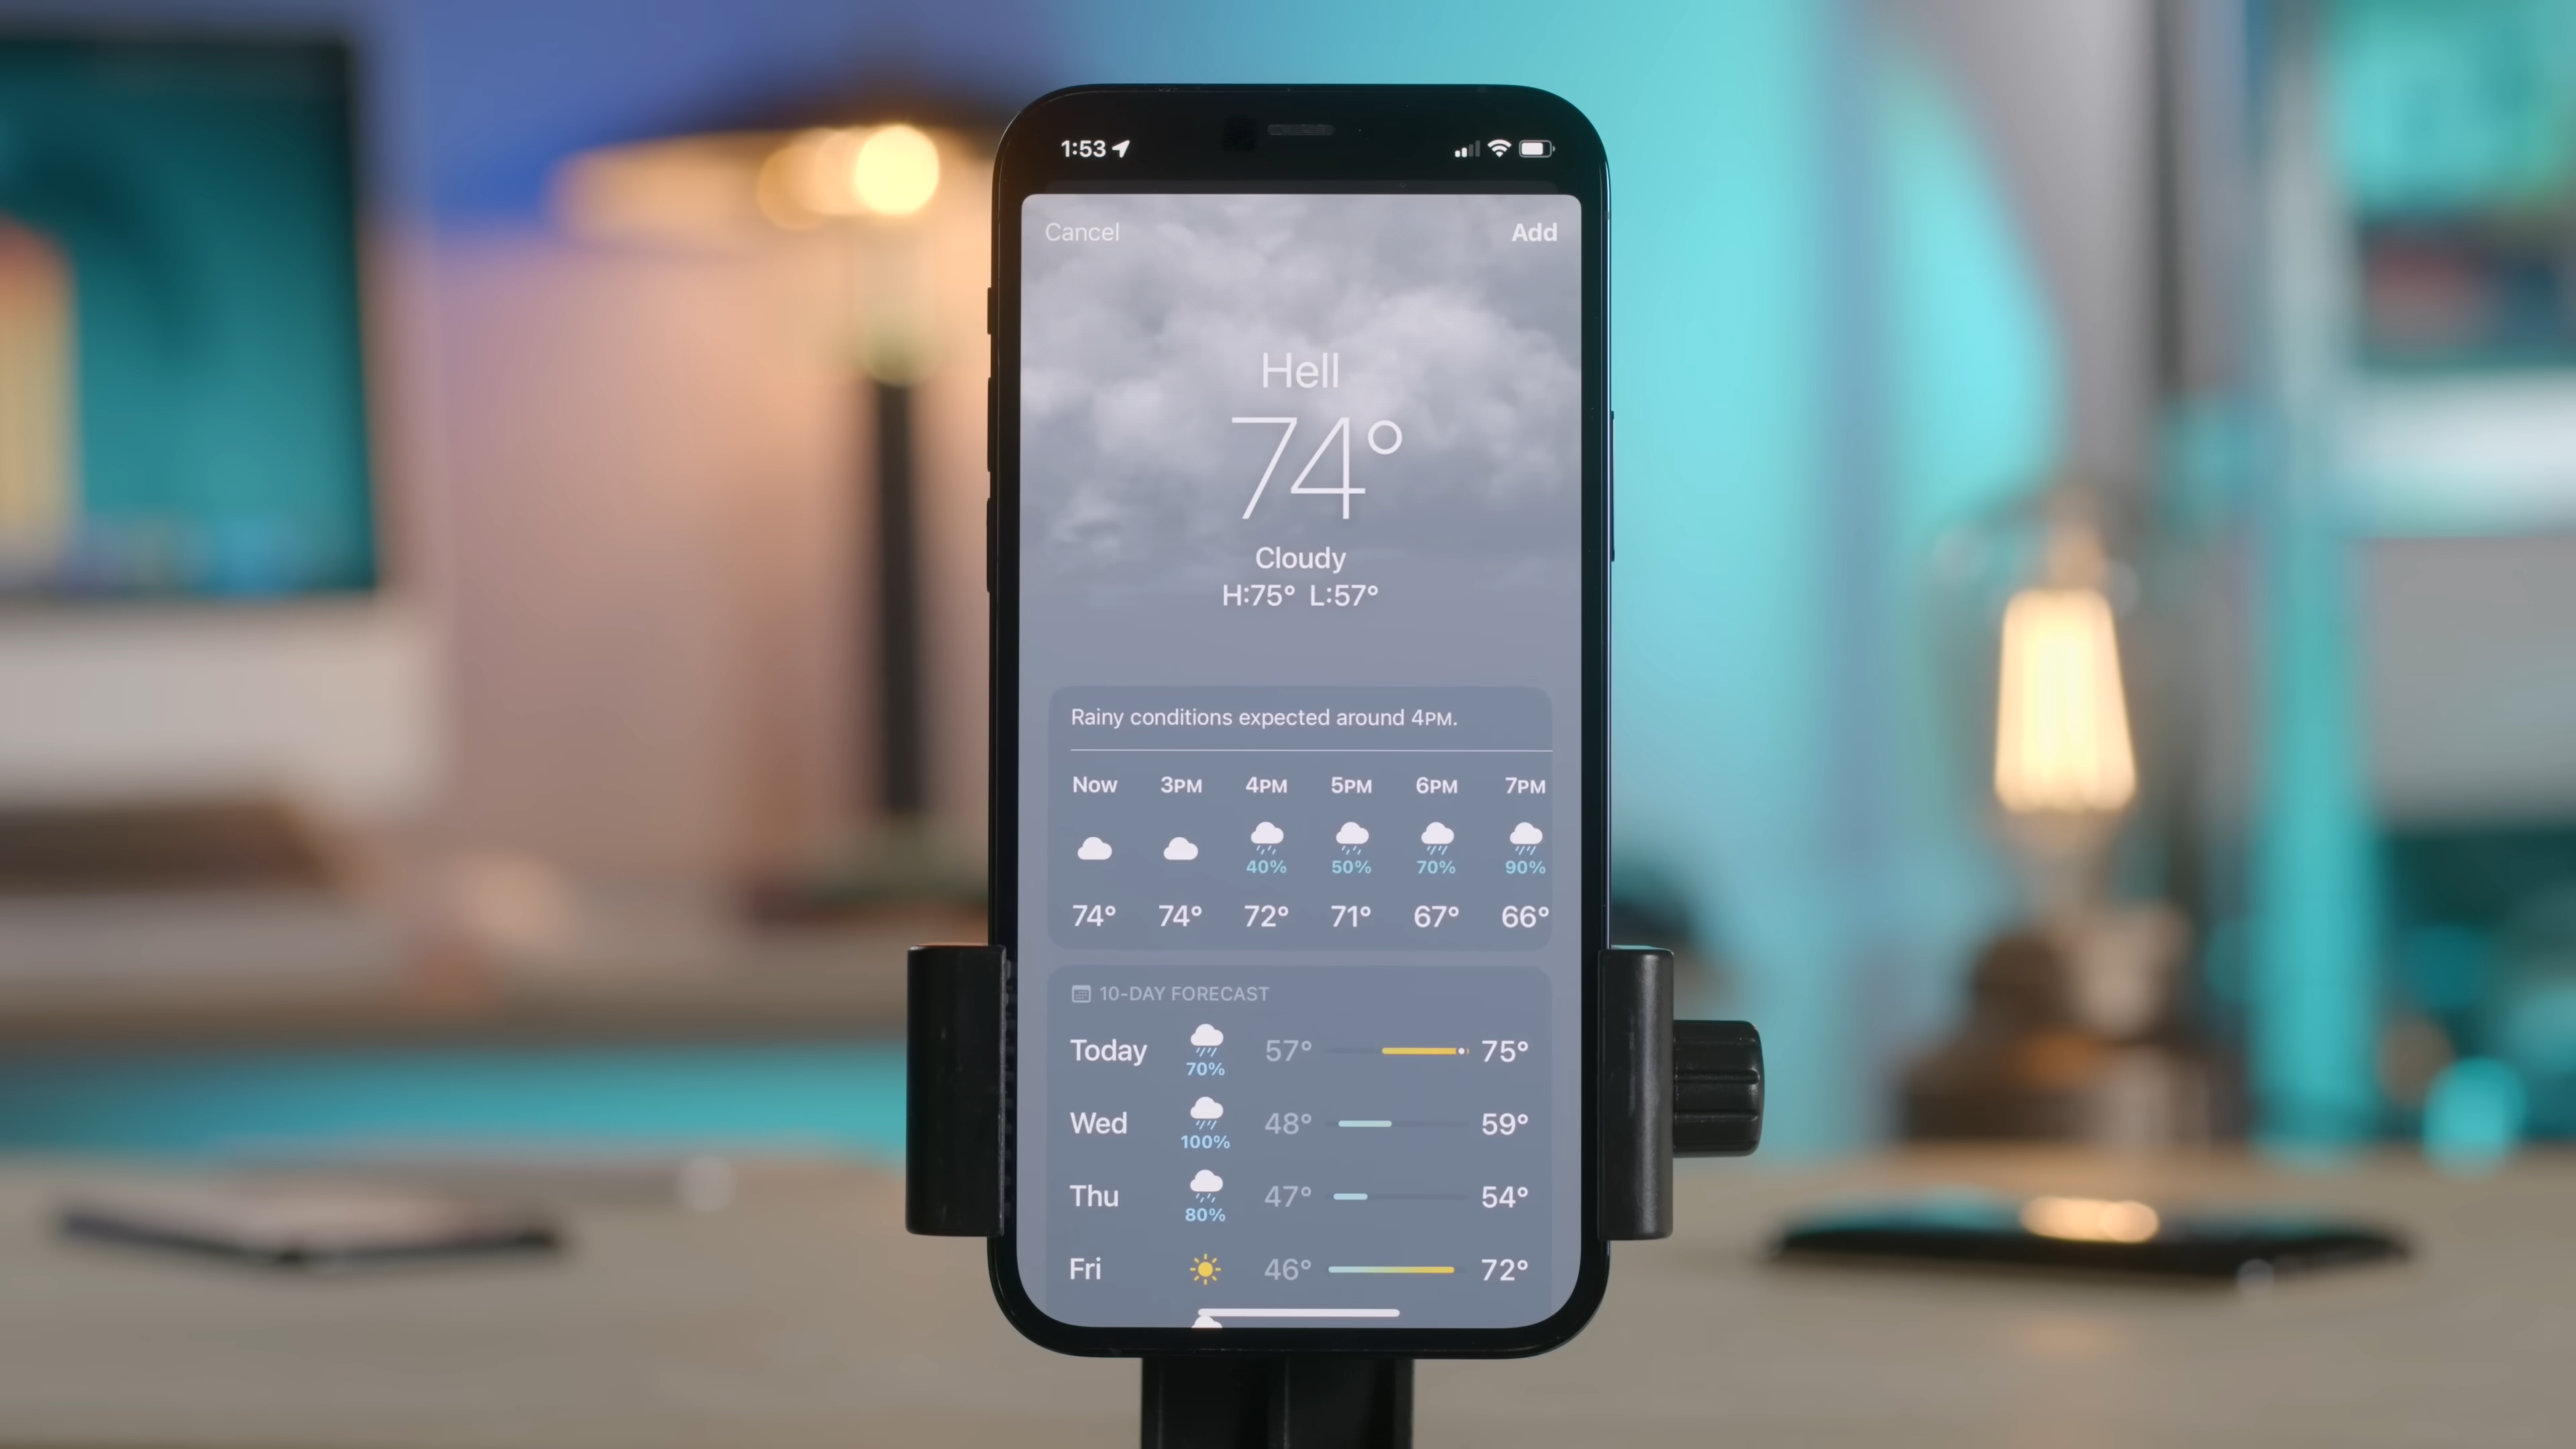 1:53
Cancel Add
Hell
74°
Cloudy
H:75° L:57°
Rainy conditions expected around 4PM.
Now 3PM 4PM 5PM 6PM 7PM
40% 50% 70% 90%
74° 74° 72° 71° 67° 66°
10-DAY FORECAST
Today 70% 57° 75°
Wed 100% 48° 59°
Thu 80% 47° 54°
Fri 46° 72°